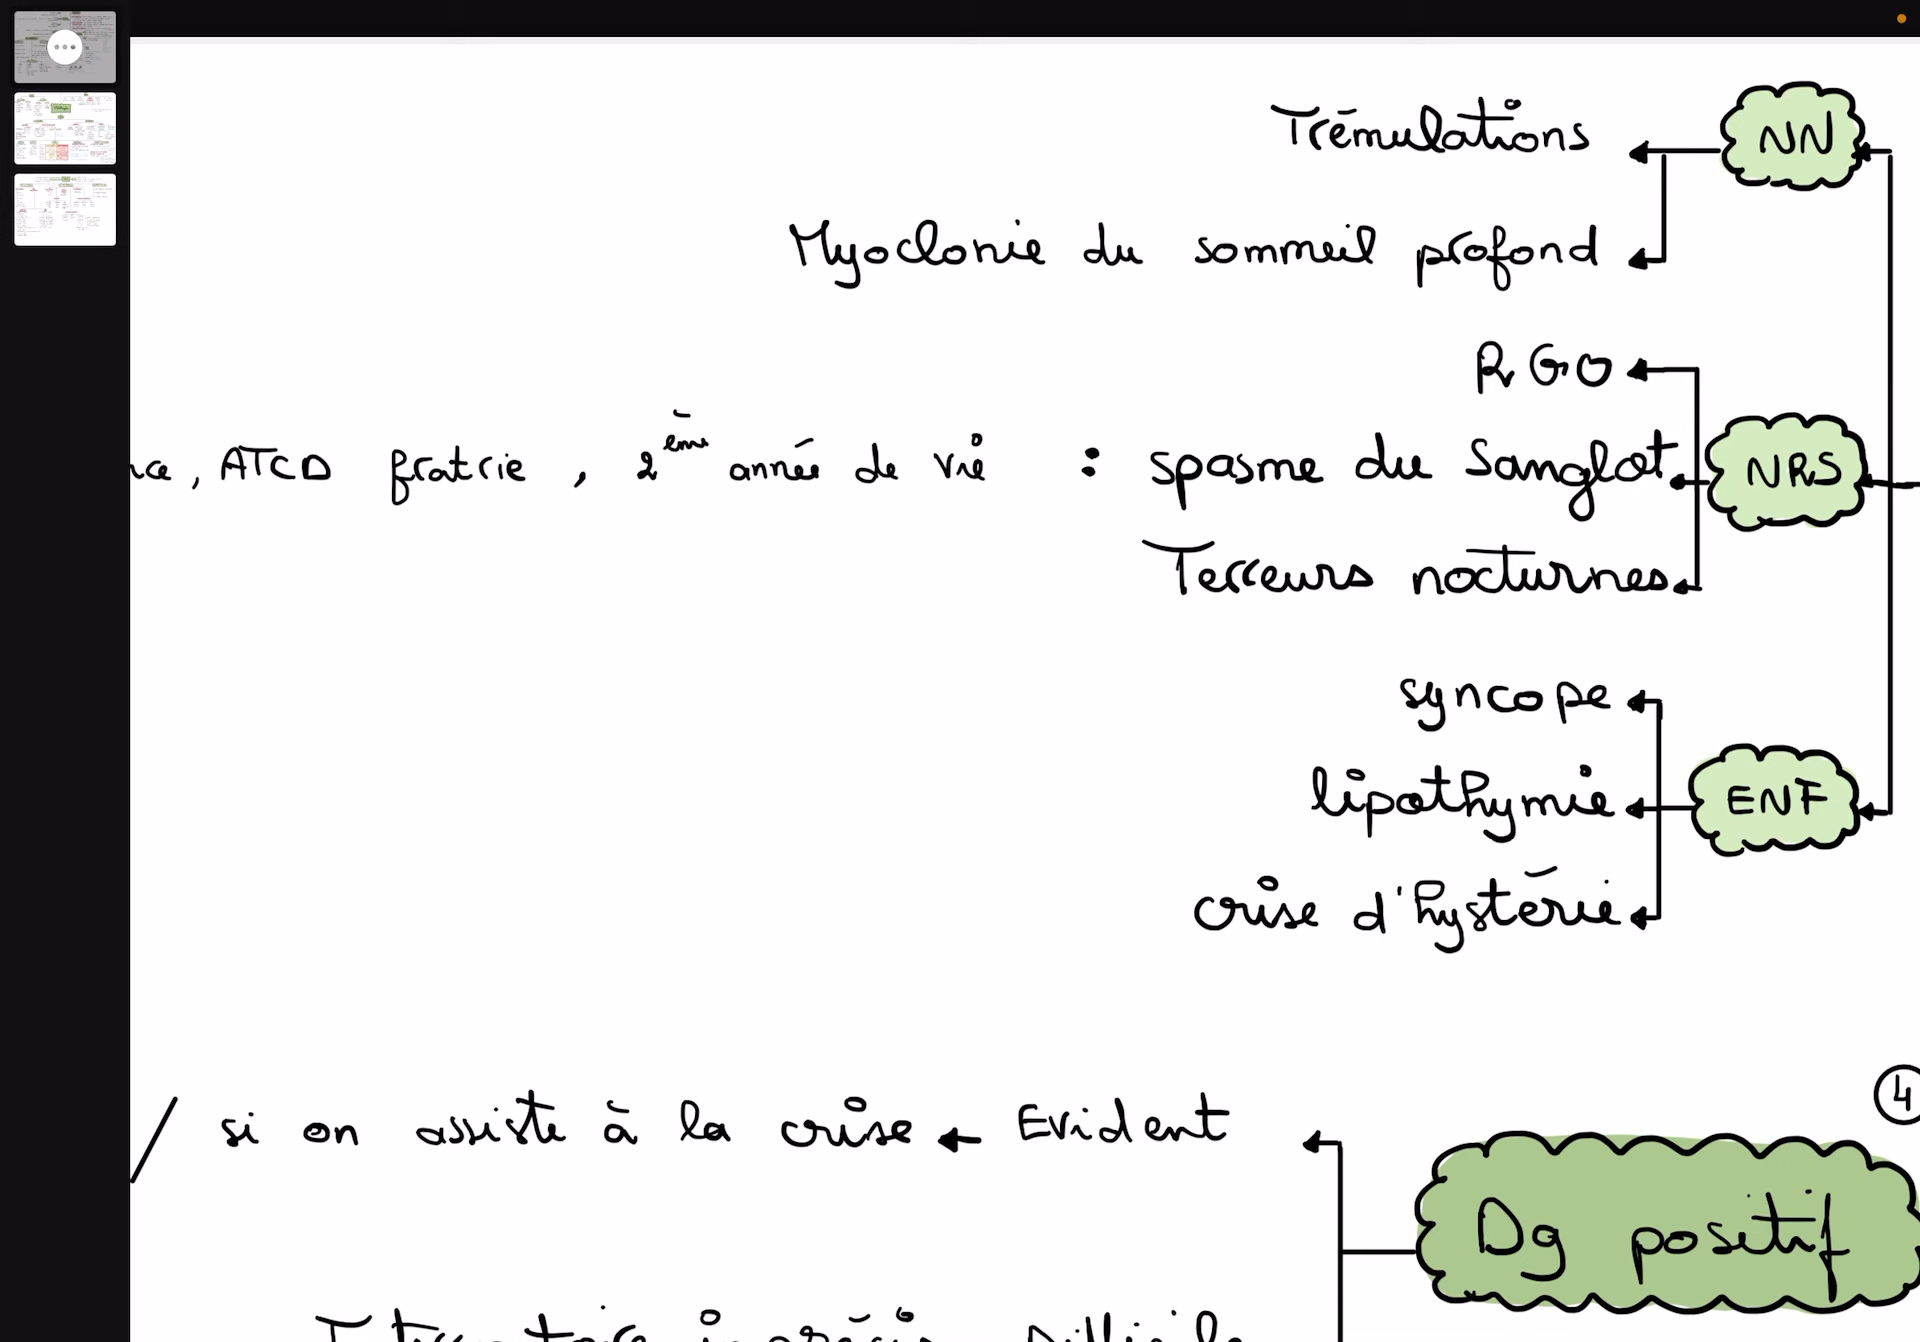 Trémulations
NN
Myoclonie du sommeil profond
RGO
, ATCD fratrie , 2ème année de vie : spasme du Sanglot
NRS
Terreurs nocturnes
syncope
lipothymie
ENF
crise d'hystérie
4
/ si on assiste à la crise ← Evident
Dg positif